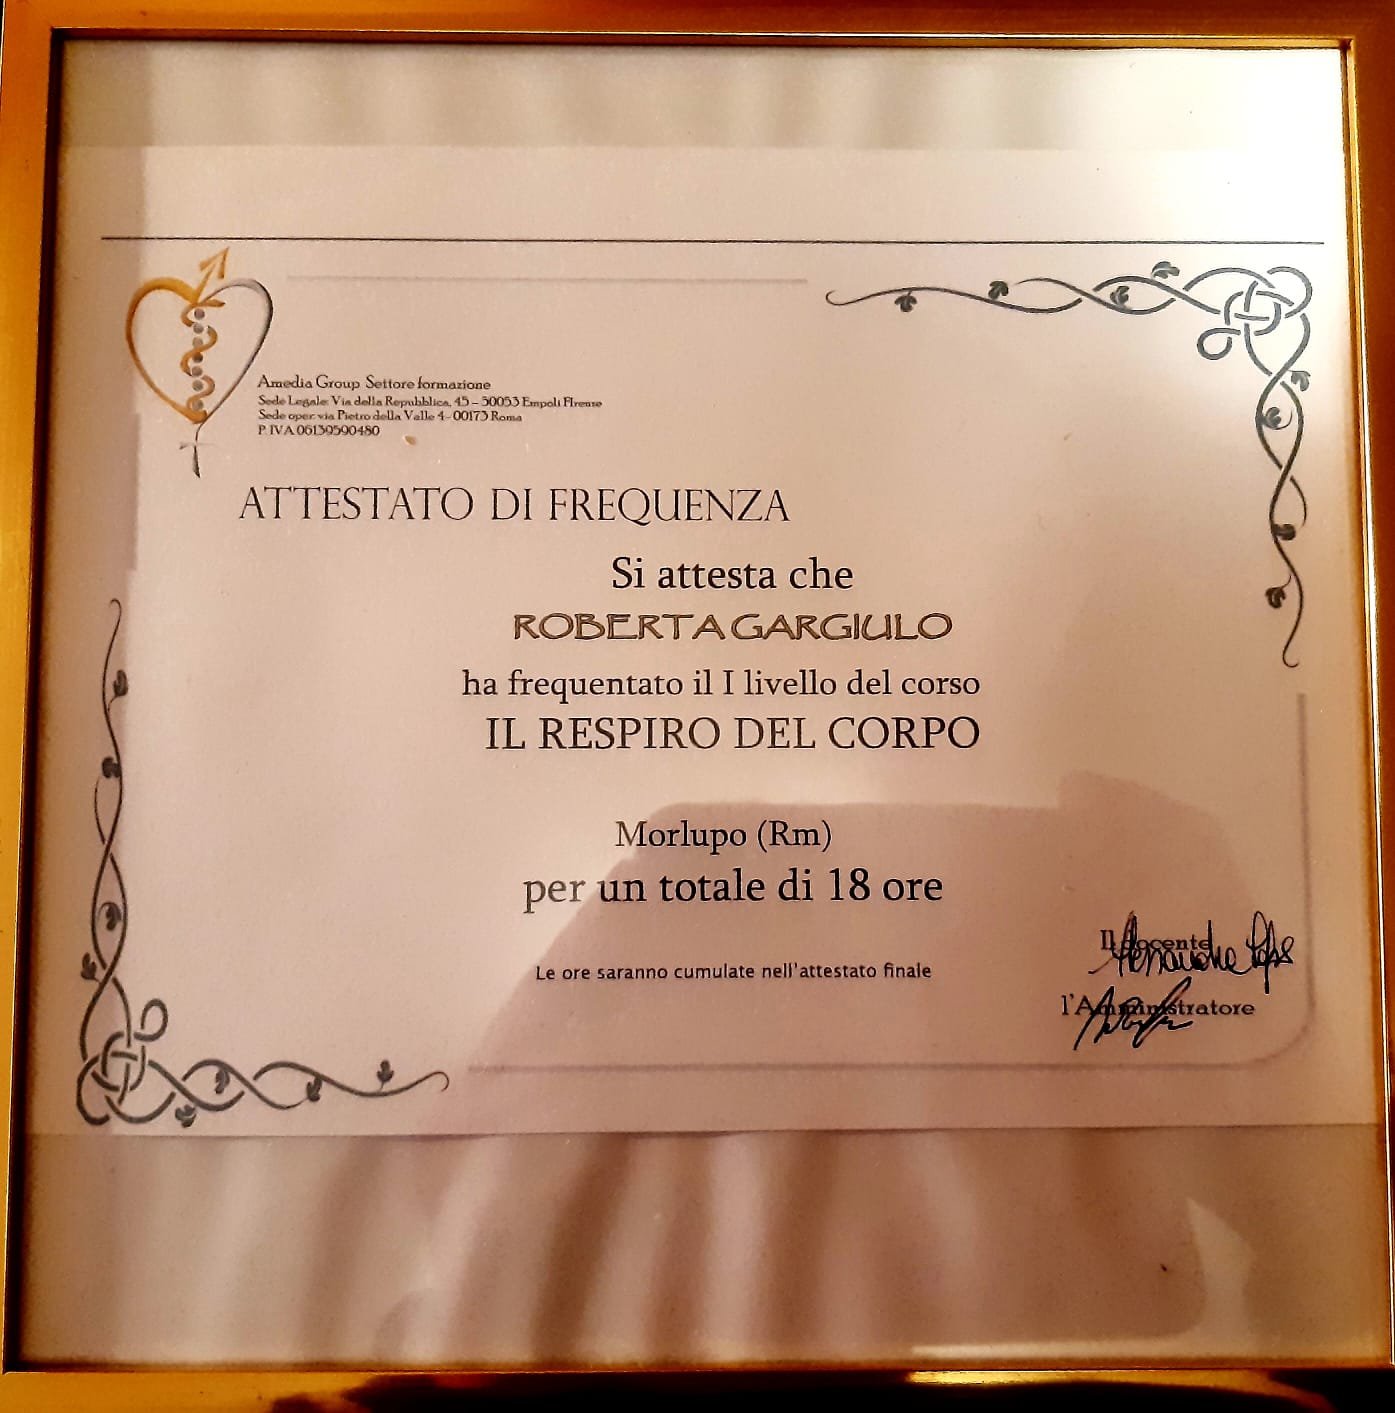 Amedia Group Settore formazione
Sede Legale: Via della Repubblica, 45 – 50053 Empoli FIrenze
Sede oper: via Pietro della Valle 4 – 00173 Roma
P. IVA 06139590480
ATTESTATO DI FREQUENZA
Si attesta che
ROBERTA GARGIULO
ha frequentato il I livello del corso
IL RESPIRO DEL CORPO
Morlupo (Rm)
per un totale di 18 ore
Il docente
Le ore saranno cumulate nell'attestato finale
l'Amministratore